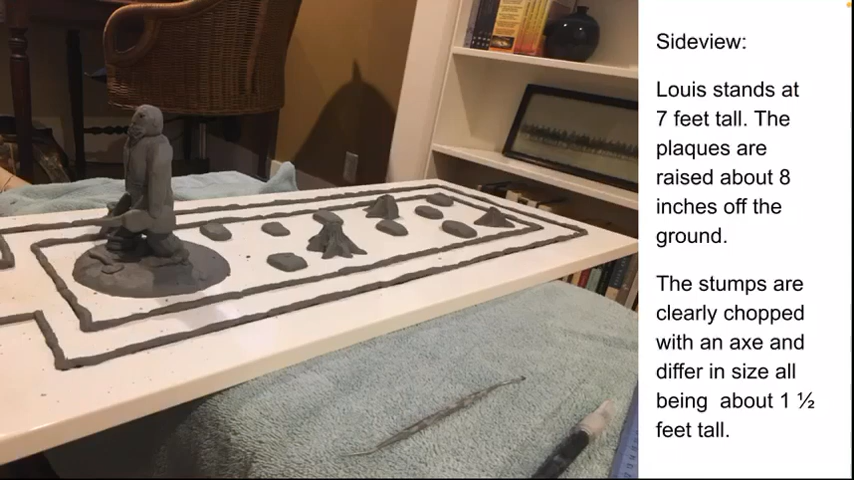 Sideview:
Louis stands at
7 feet tall. The
plaques are
raised about 8
inches off the
ground.
The stumps are
clearly chopped
with an axe and
differ in size all
being  about 1 ½
feet tall.